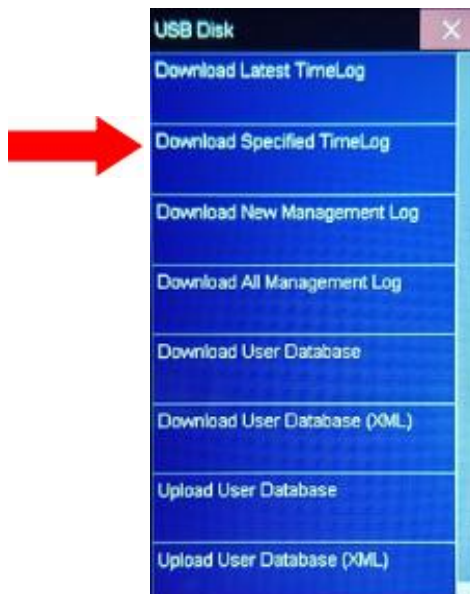 USB Disk
Download Latest TimeLog
Download Specified TimeLog
Download New Management Log
Download All Management Log
Download User Database
Download User Database (XML)
Upload User Database
Upload User Database (XML)